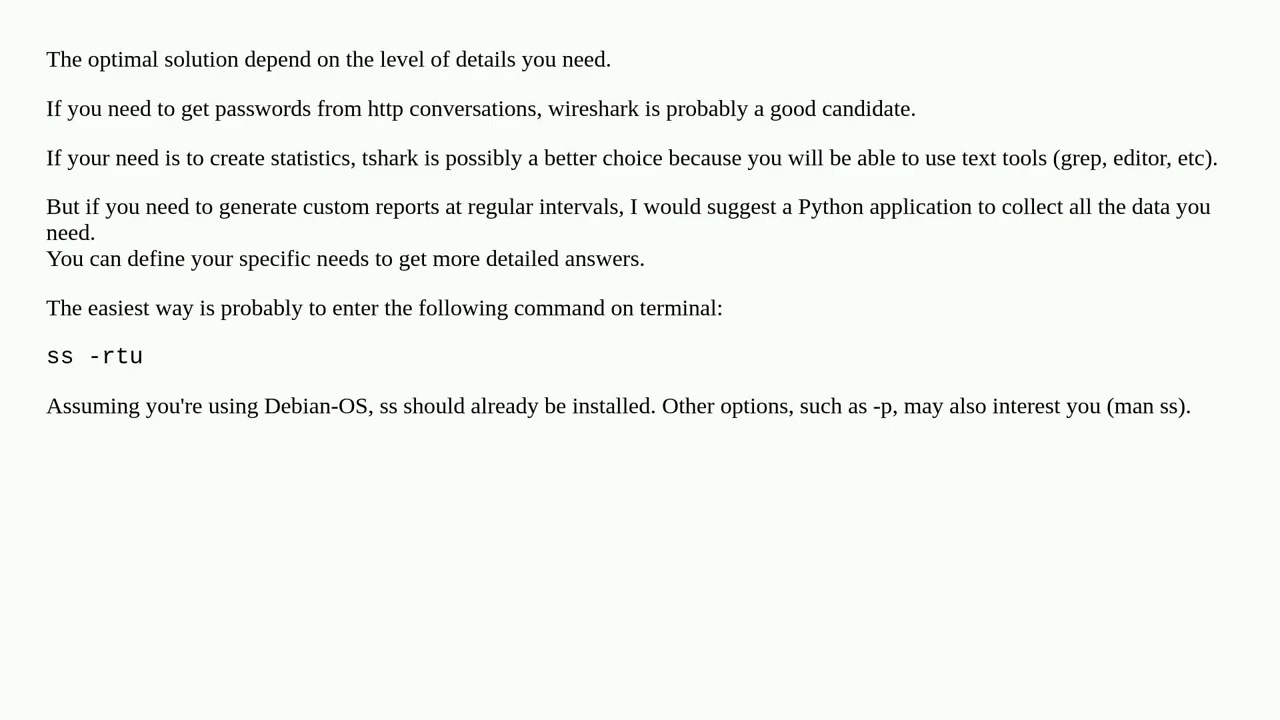 The optimal solution depend on the level of details you need.
If you need to get passwords from http conversations, wireshark is probably a good candidate.
If your need is to create statistics, tshark is possibly a better choice because you will be able to use text tools (grep, editor, etc).
But if you need to generate custom reports at regular intervals, I would suggest a Python application to collect all the data you
need.
You can define your specific needs to get more detailed answers.
The easiest way is probably to enter the following command on terminal:
ss -rtu
Assuming you're using Debian-OS, ss should already be installed. Other options, such as -p, may also interest you (man ss).